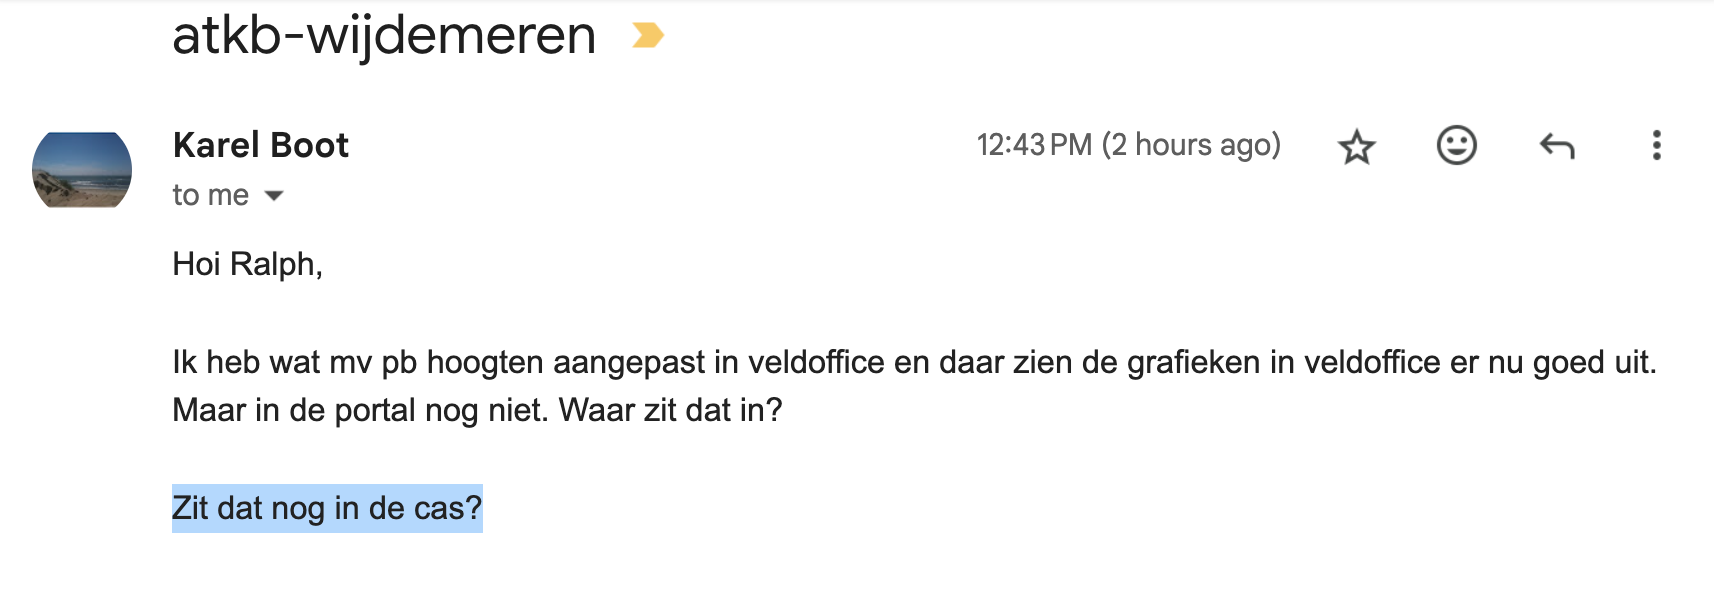 atkb-wijdemeren
Karel Boot
12:43 PM (2 hours ago)
to me
Hoi Ralph,
Ik heb wat mv pb hoogten aangepast in veldoffice en daar zien de grafieken in veldoffice er nu goed uit.
Maar in de portal nog niet. Waar zit dat in?
Zit dat nog in de cas?